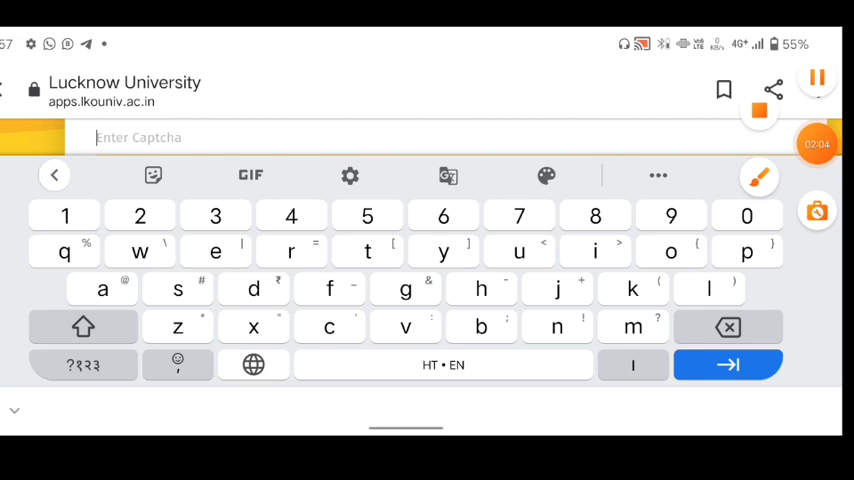 57 4G+ 55%
Lucknow University
apps.lkouniv.ac.in
02:04
Enter Captcha
GIF
1 2 3 4 5 6 7 8 9 0
q % w \ e | r = t [ y ] u < i > o { p }
a @ s # d ₹ f _ g & h - j + k ( l )
z * x " c ' v : b ; n ! m ?
?१२३ , HT • EN ।